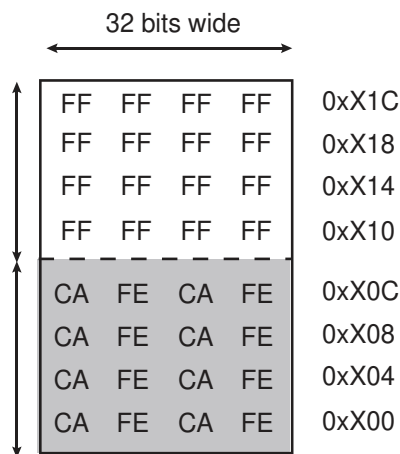 32 bits wide
FF FF FF FF 0xX1C
FF FF FF FF 0xX18
FF FF FF FF 0xX14
FF FF FF FF 0xX10
CA FE CA FE 0xX0C
CA FE CA FE 0xX08
CA FE CA FE 0xX04
CA FE CA FE 0xX00